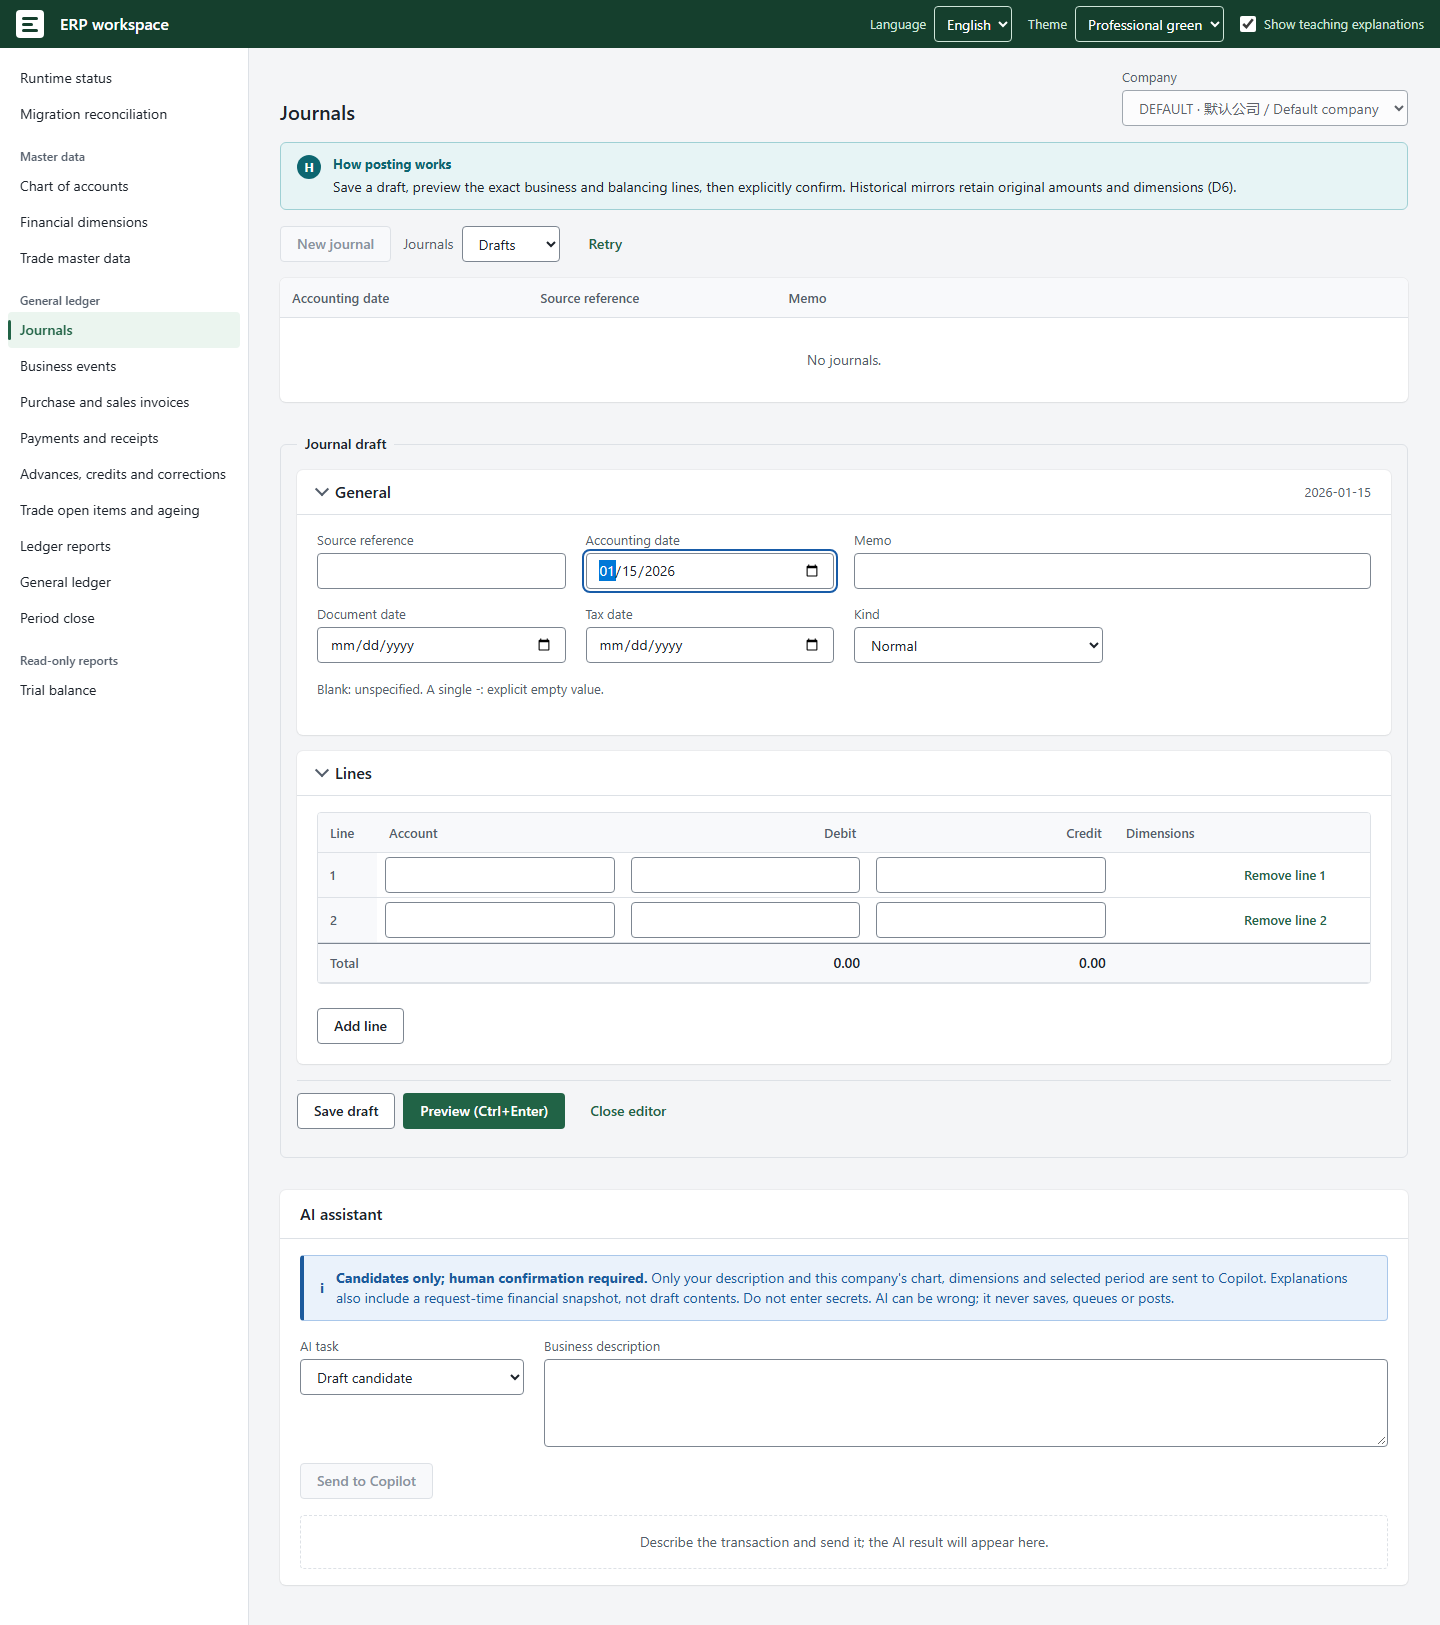 ERP workspace
Language
English
Theme
Professional green
Show teaching explanations
Runtime status
Migration reconciliation
Master data
Chart of accounts
Financial dimensions
Trade master data
General ledger
Journals
Business events
Purchase and sales invoices
Payments and receipts
Advances, credits and corrections
Trade open items and ageing
Ledger reports
General ledger
Period close
Read-only reports
Trial balance
Journals
Company
DEFAULT · 默认公司 / Default company
H
How posting works
Save a draft, preview the exact business and balancing lines, then explicitly confirm. Historical mirrors retain original amounts and dimensions (D6).
New journal
Journals
Drafts
Retry
Accounting date
Source reference
Memo
No journals.
Journal draft
General
2026-01-15
Source reference
Accounting date
Memo
01/15/2026
Document date
Tax date
Kind
mm/dd/yyyy
mm/dd/yyyy
Normal
Blank: unspecified. A single -: explicit empty value.
Lines
Line
Account
Debit
Credit
Dimensions
1
Remove line 1
2
Remove line 2
Total
0.00
0.00
Add line
Save draft
Preview (Ctrl+Enter)
Close editor
AI assistant
i
Candidates only; human confirmation required. Only your description and this company's chart, dimensions and selected period are sent to Copilot. Explanations
also include a request-time financial snapshot, not draft contents. Do not enter secrets. AI can be wrong; it never saves, queues or posts.
AI task
Business description
Draft candidate
Send to Copilot
Describe the transaction and send it; the AI result will appear here.